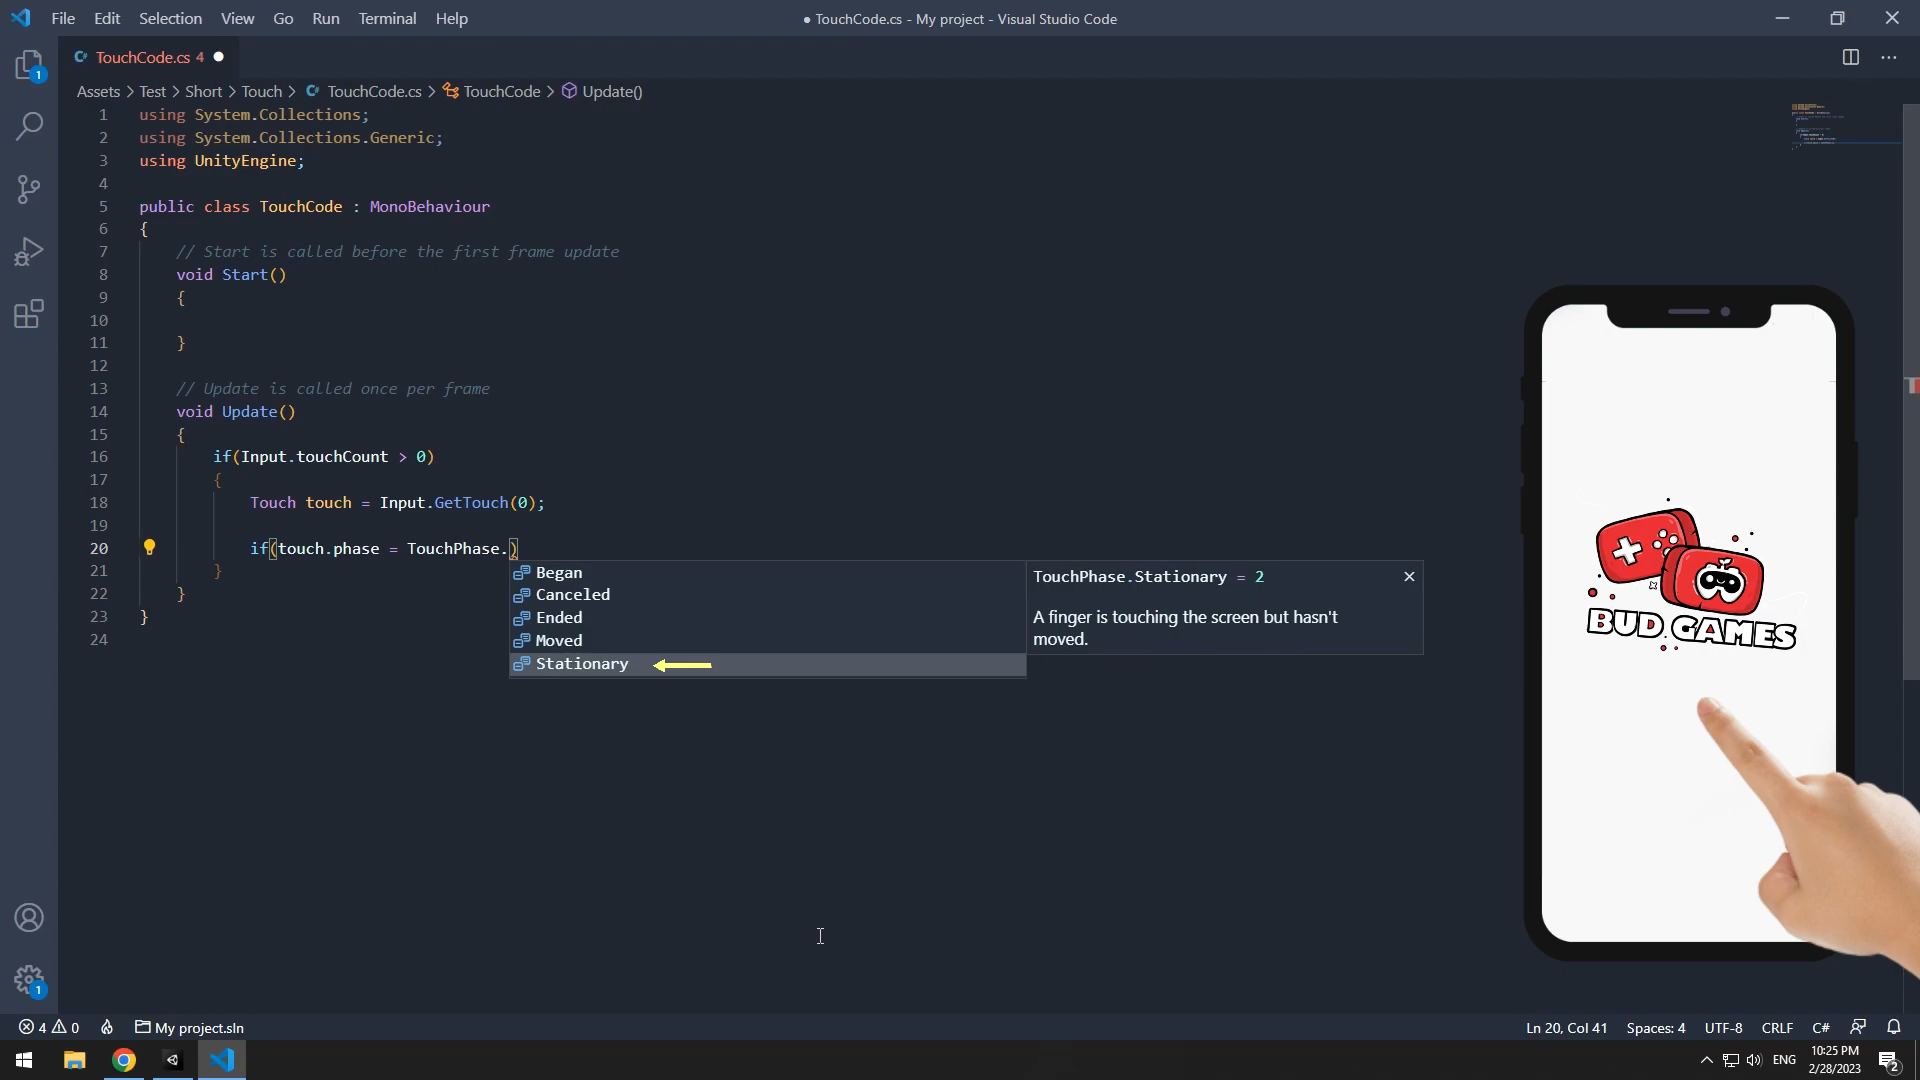 File Edit Selection View Go Run Terminal Help
● TouchCode.cs - My project - Visual Studio Code
TouchCode.cs 4 ●
Assets > Test > Short > Touch > TouchCode.cs > TouchCode > Update()
1 using System.Collections;
2 using System.Collections.Generic;
3 using UnityEngine;
4
5 public class TouchCode : MonoBehaviour
6 {
7 // Start is called before the first frame update
8 void Start()
9 {
10
11 }
12
13 // Update is called once per frame
14 void Update()
15 {
16 if(Input.touchCount > 0)
17 {
18 Touch touch = Input.GetTouch(0);
19
20 if(touch.phase = TouchPhase.)
21 }
22 }
23 }
24
Began
Canceled
Ended
Moved
Stationary
TouchPhase.Stationary = 2
A finger is touching the screen but hasn't
moved.
BUD GAMES
1
1
4 0 My project.sln
Ln 20, Col 41 Spaces: 4 UTF-8 CRLF C#
ENG
10:25 PM
2/28/2023
2